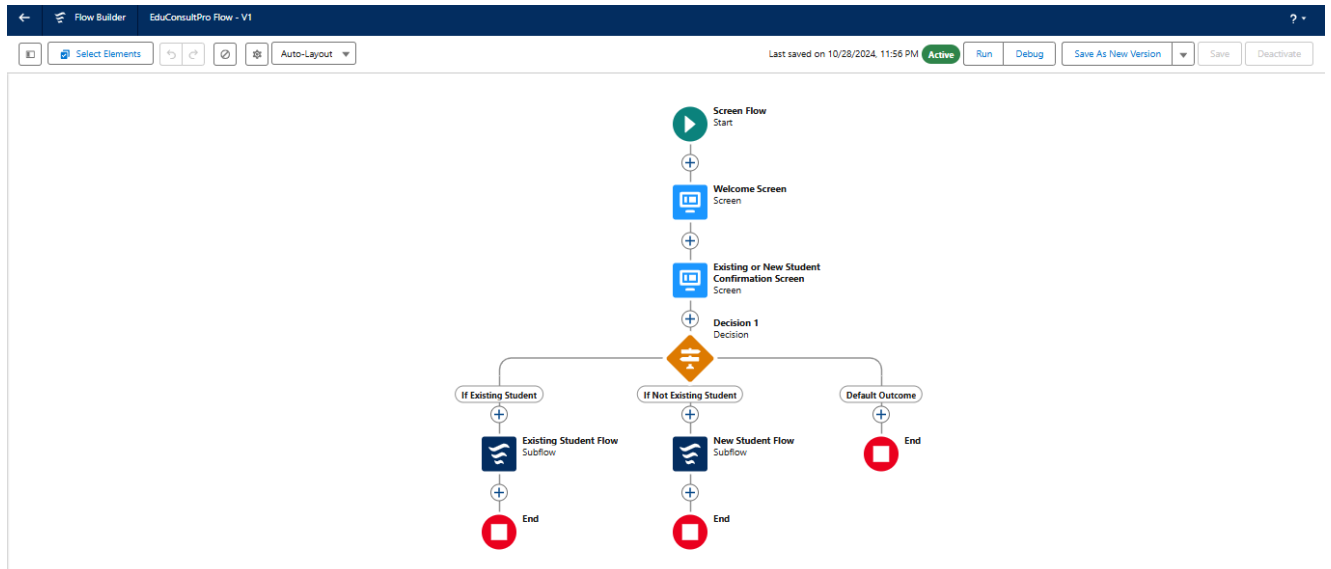 Flow Builder EduConsultPro Flow - V1 ?
Select Elements Auto-Layout Last saved on 10/28/2024, 11:56 PM Active Run Debug Save As New Version Save Deactivate
Screen Flow
Start
Welcome Screen
Screen
Existing or New Student
Confirmation Screen
Screen
Decision 1
Decision
If Existing Student If Not Existing Student Default Outcome
Existing Student Flow New Student Flow End
Subflow Subflow
End End